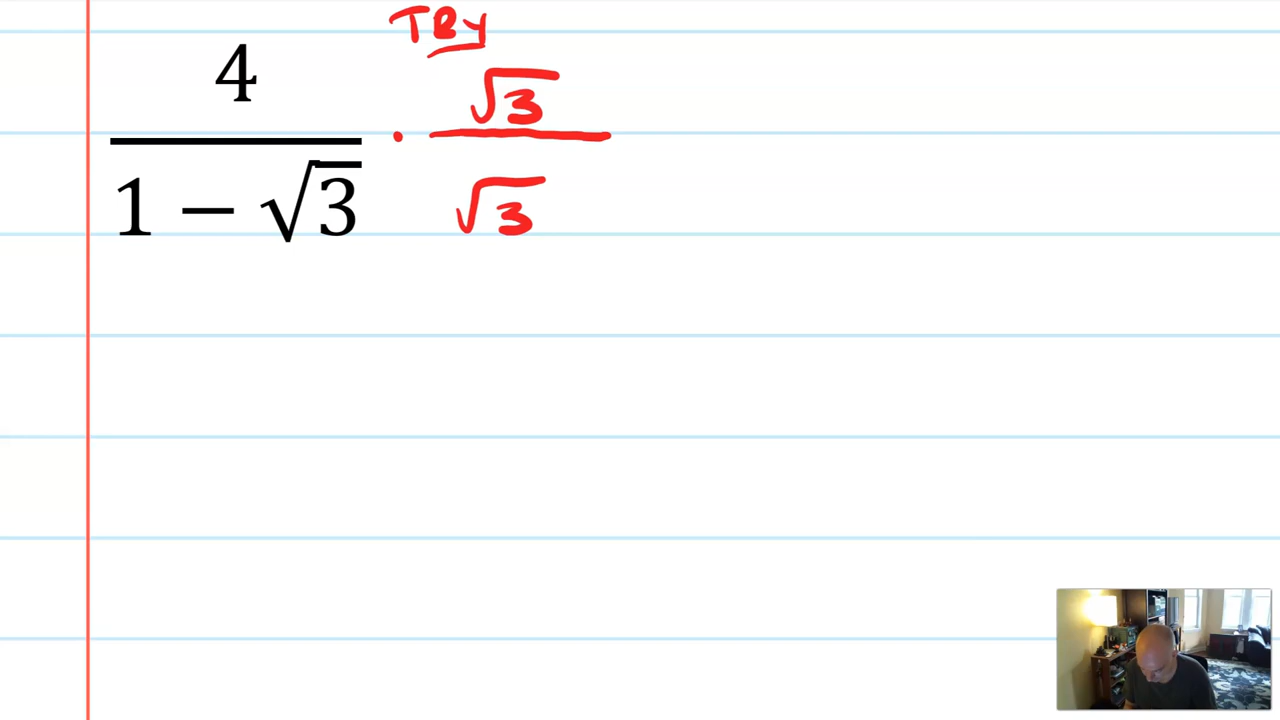 TRY
4 / (1 − √3) · √3 / √3